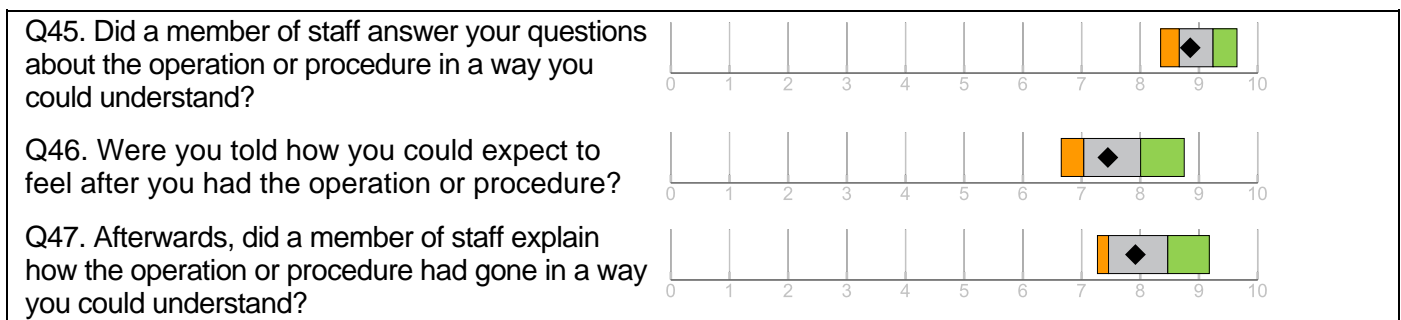 Q45. Did a member of staff answer your questions
about the operation or procedure in a way you
could understand?
0 1 2 3 4 5 6 7 8 9 10
Q46. Were you told how you could expect to
feel after you had the operation or procedure?
0 1 2 3 4 5 6 7 8 9 10
Q47. Afterwards, did a member of staff explain
how the operation or procedure had gone in a way
you could understand?
0 1 2 3 4 5 6 7 8 9 10